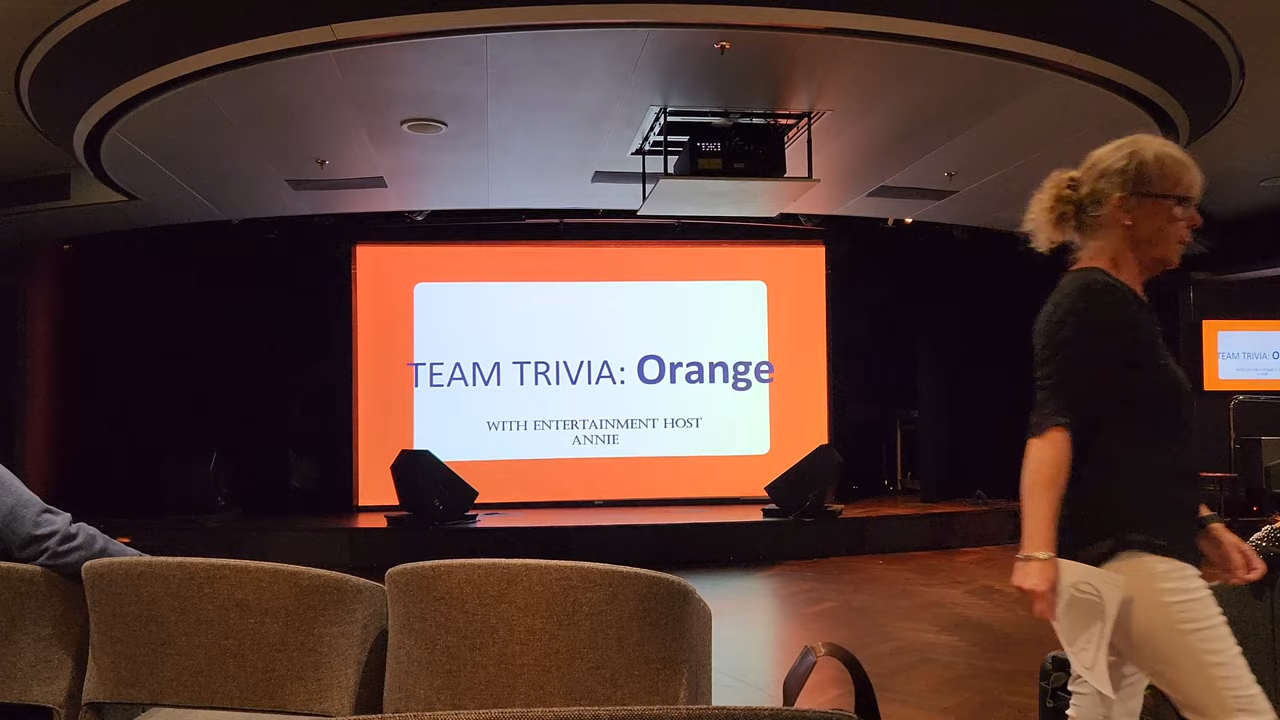 TEAM TRIVIA: Orange
WITH ENTERTAINMENT HOST
ANNIE
TEAM TRIVIA: O